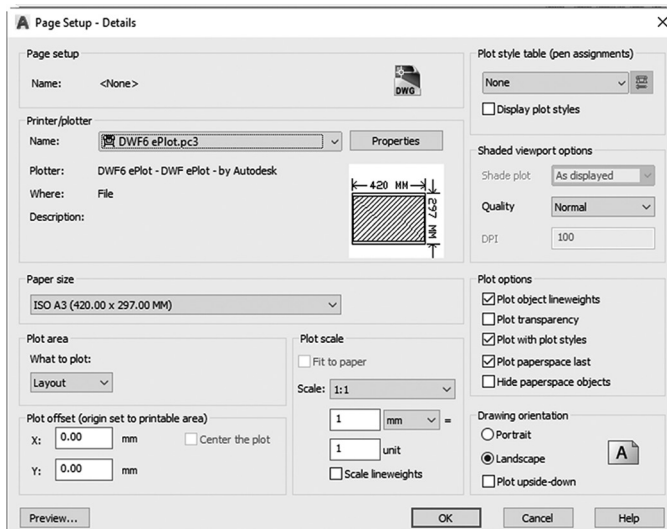 A Page Setup - Details
Page setup
Name: <None>
DWG
Printer/plotter
Name: DWF6 ePlot.pc3
Properties
Plotter: DWF6 ePlot - DWF ePlot - by Autodesk
Where: File
Description:
420 MM
297 MM
Paper size
ISO A3 (420.00 x 297.00 MM)
Plot area
What to plot:
Layout
Plot offset (origin set to printable area)
X: 0.00 mm
Center the plot
Y: 0.00 mm
Plot scale
Fit to paper
Scale: 1:1
1 mm =
1 unit
Scale lineweights
Plot style table (pen assignments)
None
Display plot styles
Shaded viewport options
Shade plot As displayed
Quality Normal
DPI 100
Plot options
Plot object lineweights
Plot transparency
Plot with plot styles
Plot paperspace last
Hide paperspace objects
Drawing orientation
Portrait
Landscape
A
Plot upside-down
Preview...
OK
Cancel
Help